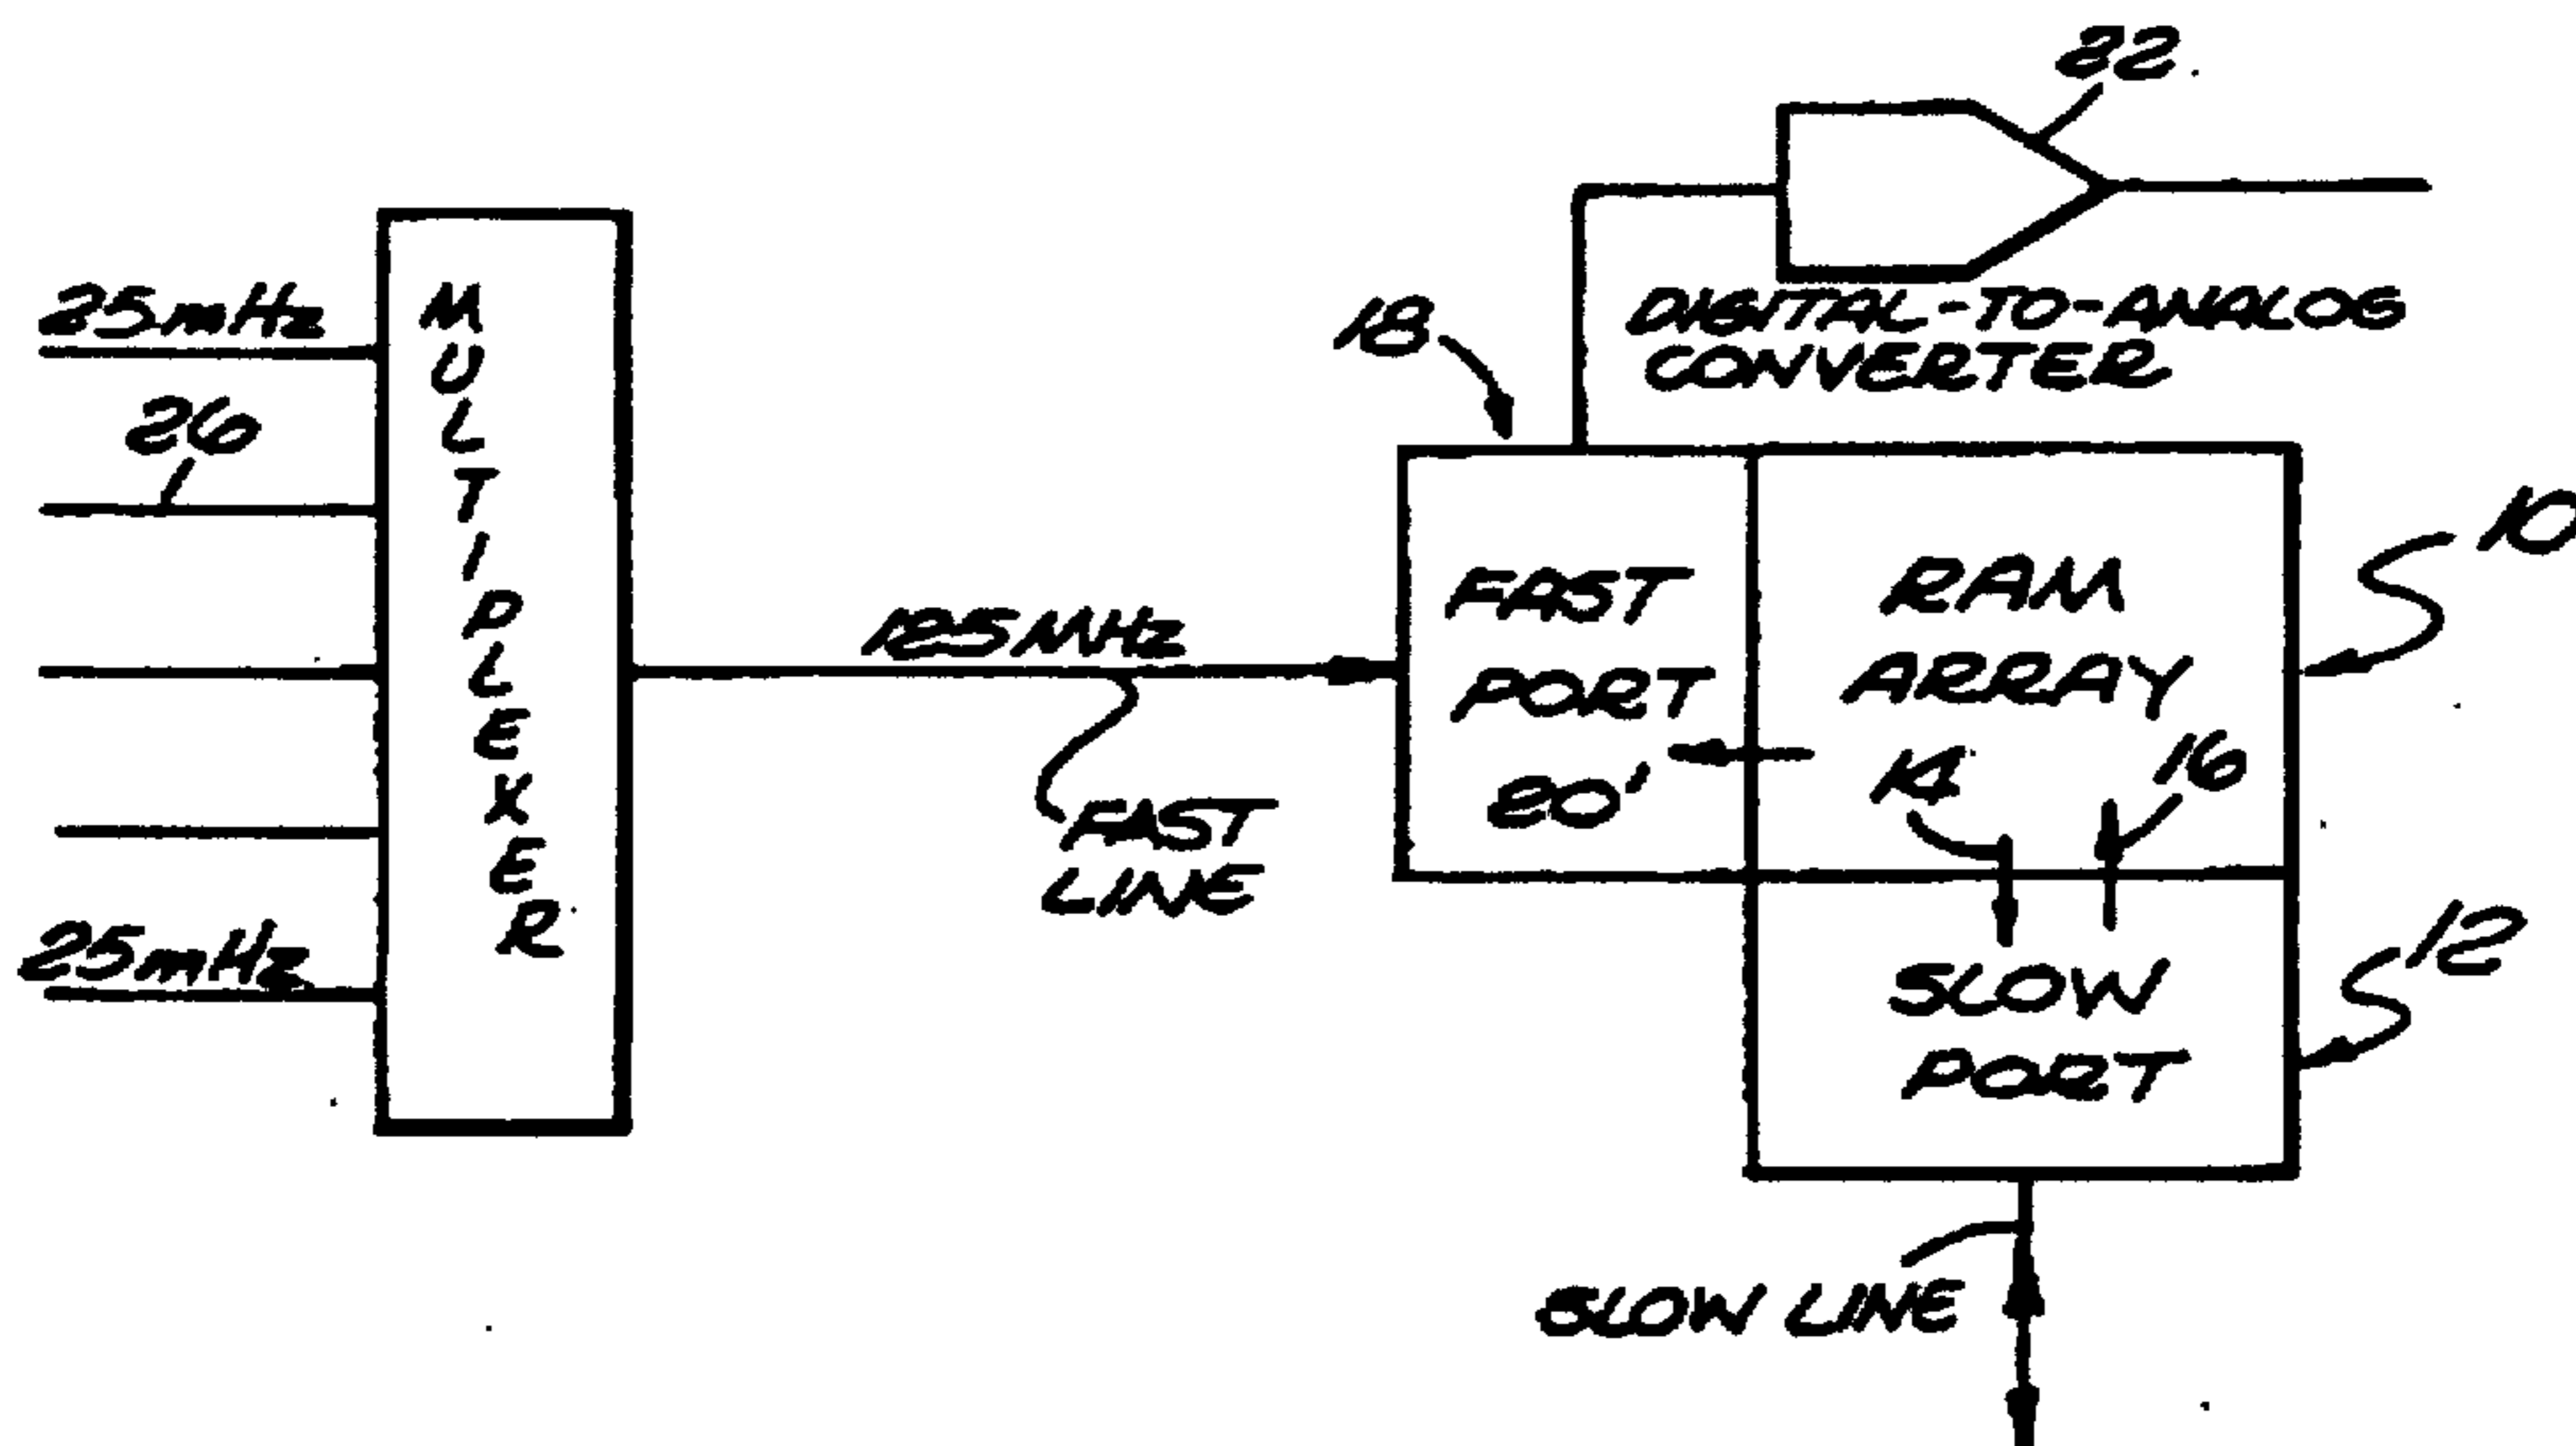 22
25mHz
26
25mHz
MULTIPLEXER
125MHz
FAST
LINE
18
DIGITAL-TO-ANALOG
CONVERTER
FAST
PORT
20'
RAM
ARRAY
14
16
10
SLOW
PORT
12
SLOW LINE